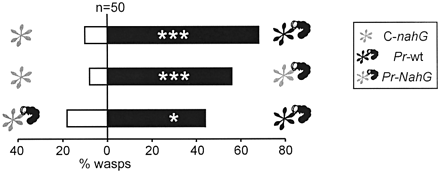 n=50
***
***
*
40 20 0 20 40 60 80
% wasps
C-nahG
Pr-wt
Pr-NahG